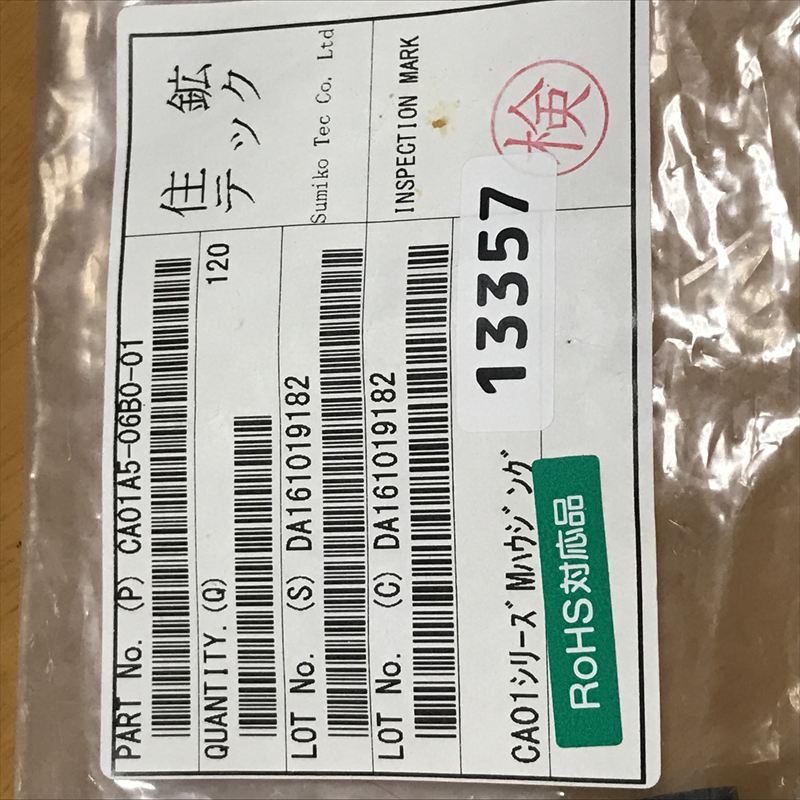 住鉱
テック
Sumiko Tec Co. Ltd
INSPECTION MARK
検
PART No. (P) CA01A5-06B0-01
QUANTITY.(Q) 120
LOT No. (S) DA161019182
LOT No. (C) DA161019182
13357
CA01シリーズ Mハウジング
RoHS対応品